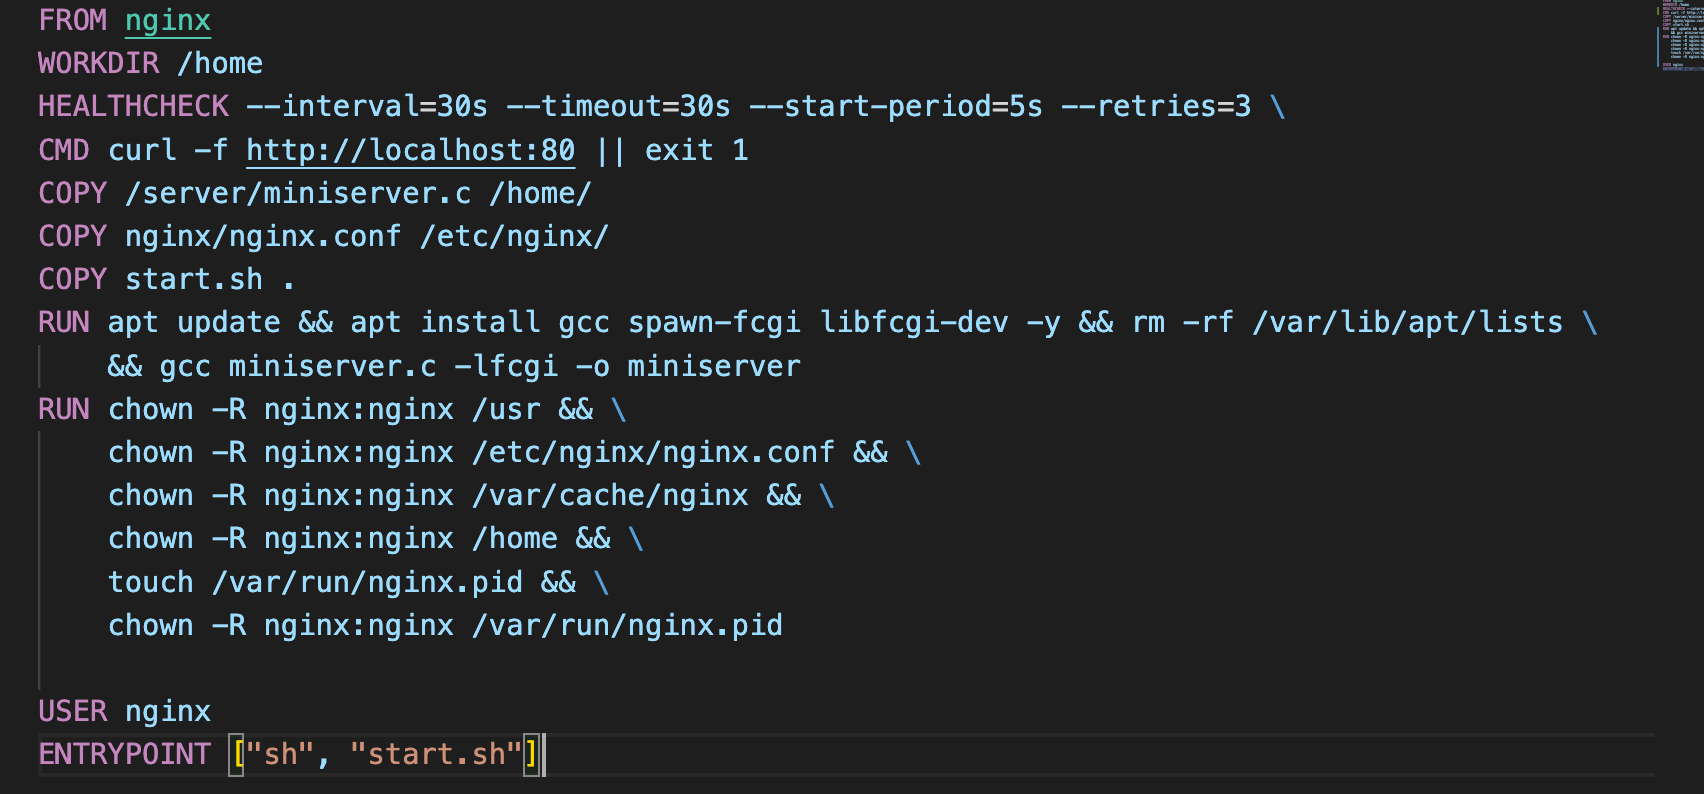 FROM nginx
WORKDIR /home
HEALTHCHECK --interval=30s --timeout=30s --start-period=5s --retries=3 \
CMD curl -f http://localhost:80 || exit 1
COPY /server/miniserver.c /home/
COPY nginx/nginx.conf /etc/nginx/
COPY start.sh .
RUN apt update && apt install gcc spawn-fcgi libfcgi-dev -y && rm -rf /var/lib/apt/lists \
    && gcc miniserver.c -lfcgi -o miniserver
RUN chown -R nginx:nginx /usr && \
    chown -R nginx:nginx /etc/nginx/nginx.conf && \
    chown -R nginx:nginx /var/cache/nginx && \
    chown -R nginx:nginx /home && \
    touch /var/run/nginx.pid && \
    chown -R nginx:nginx /var/run/nginx.pid
USER nginx
ENTRYPOINT ["sh", "start.sh"]